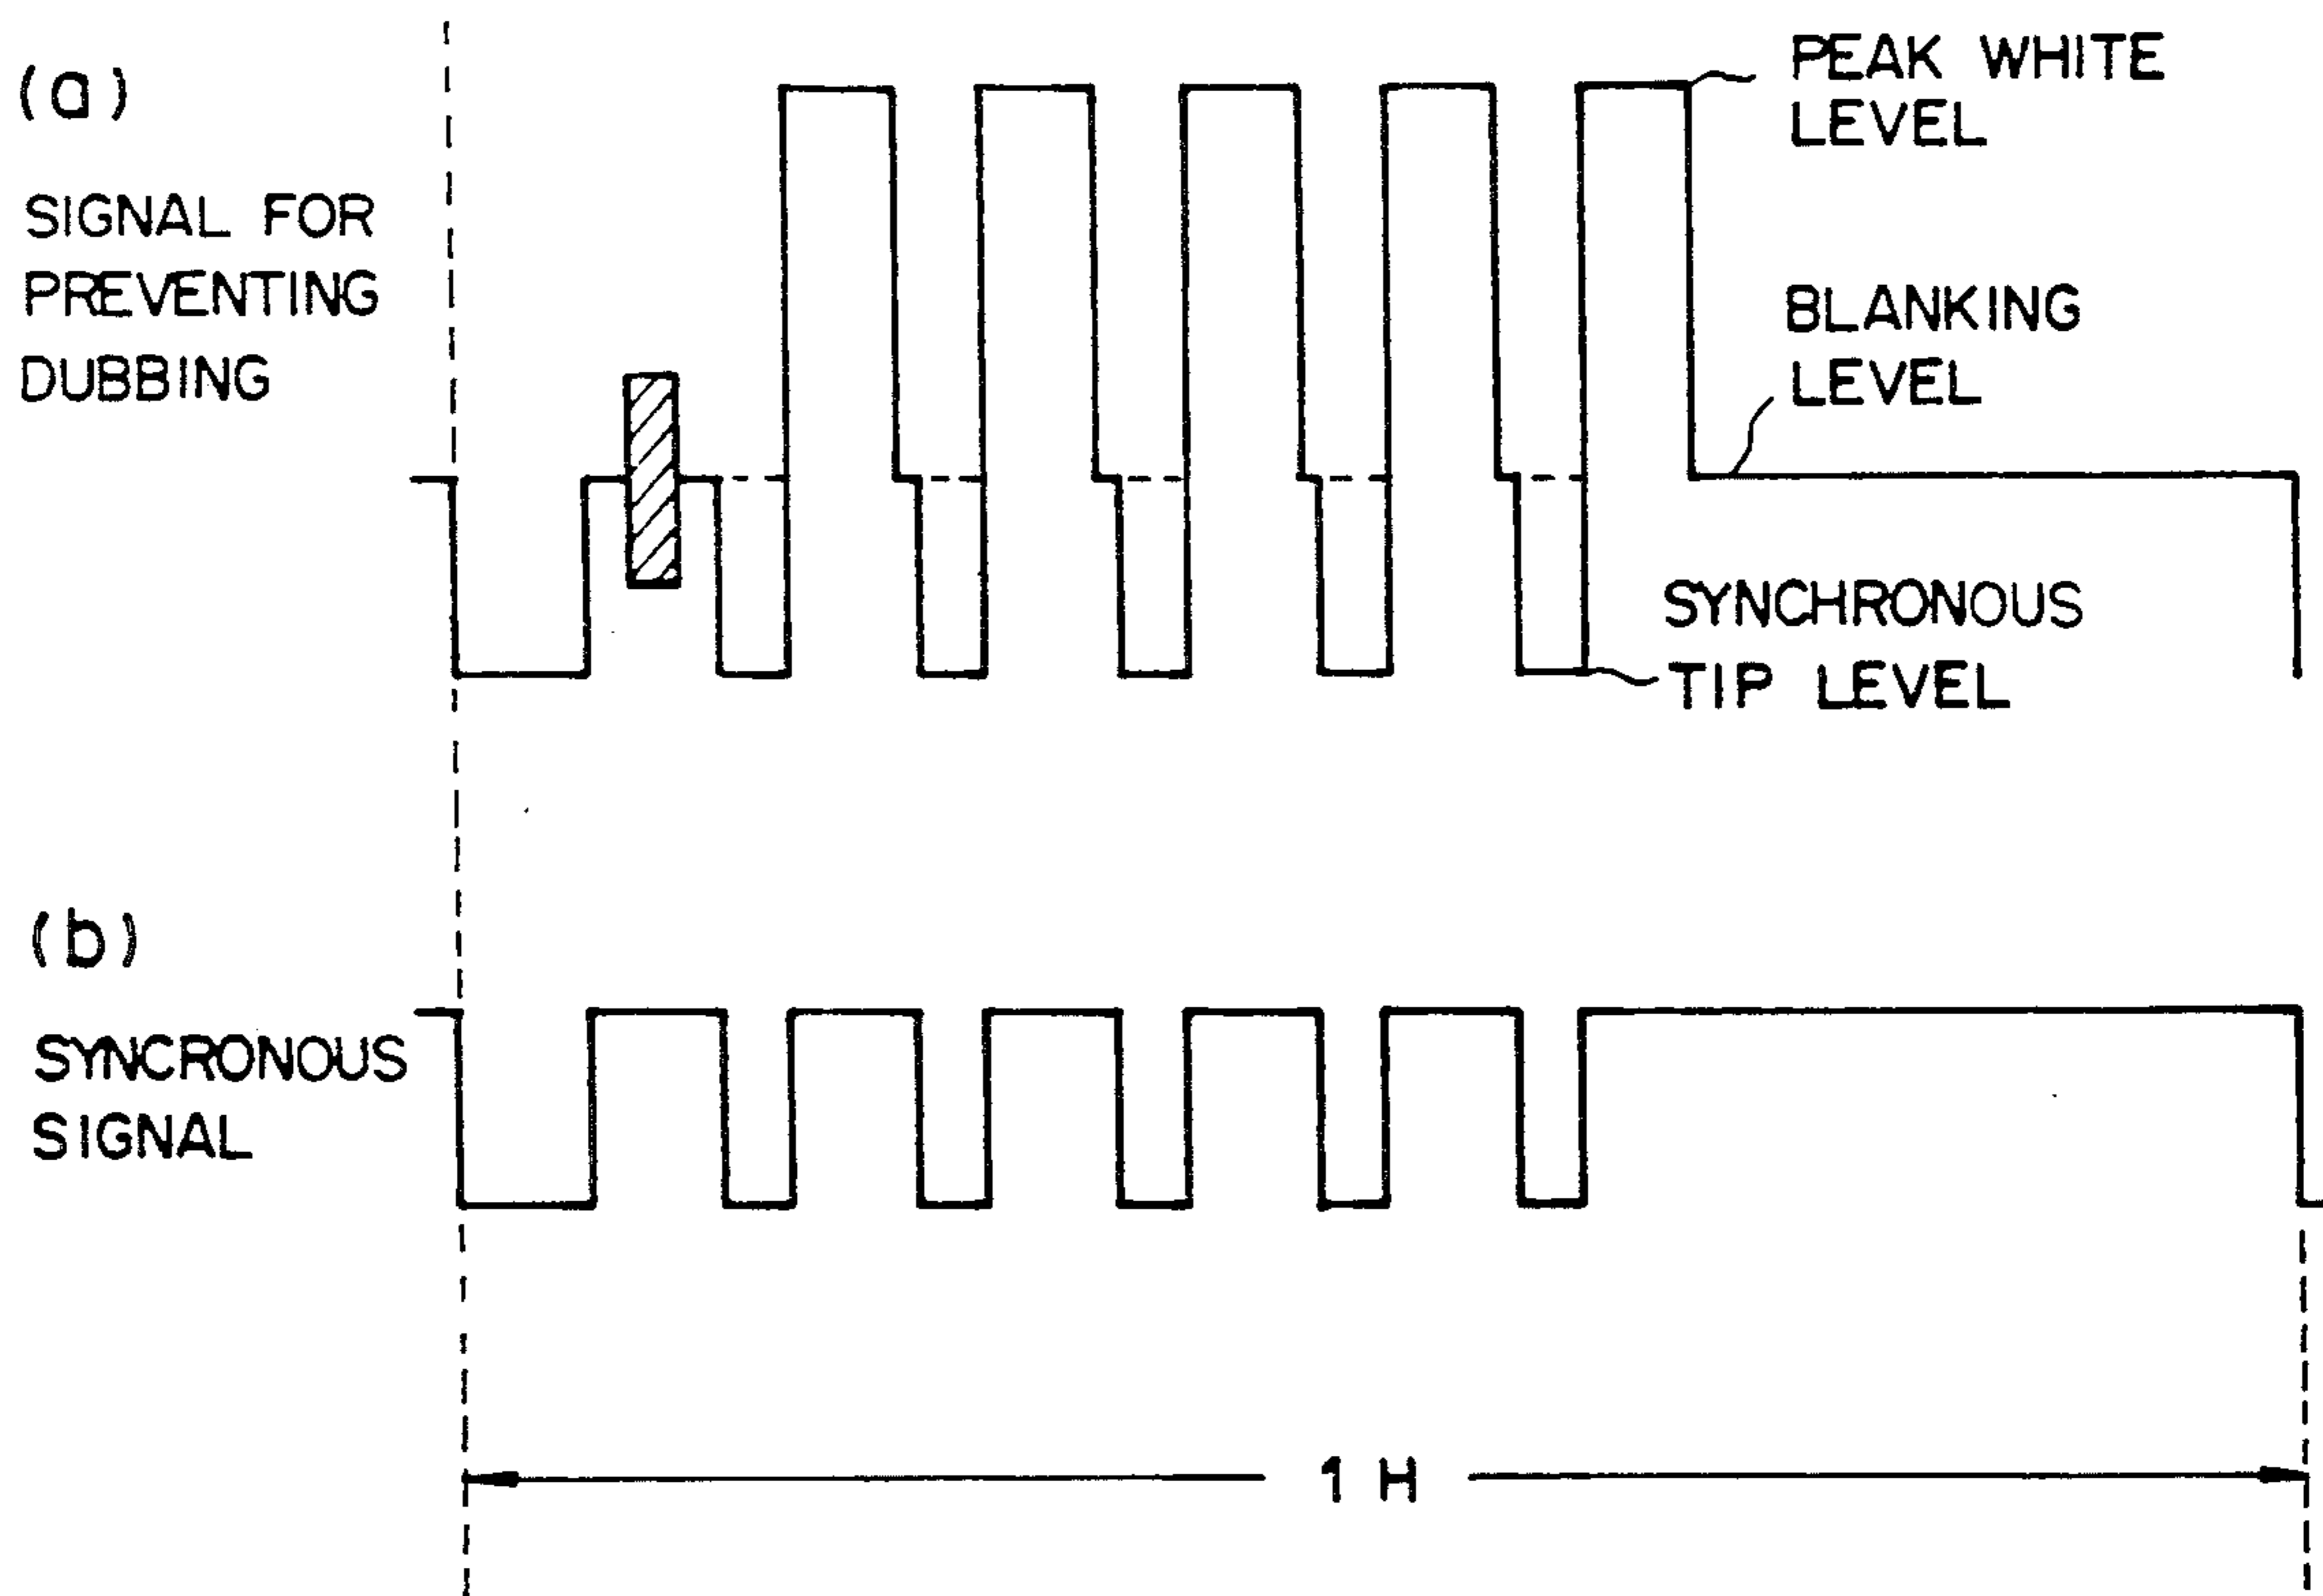 (a)
SIGNAL FOR
PREVENTING
DUBBING
PEAK WHITE
LEVEL
BLANKING
LEVEL
SYNCHRONOUS
TIP LEVEL
(b)
SYNCRONOUS
SIGNAL
1 H